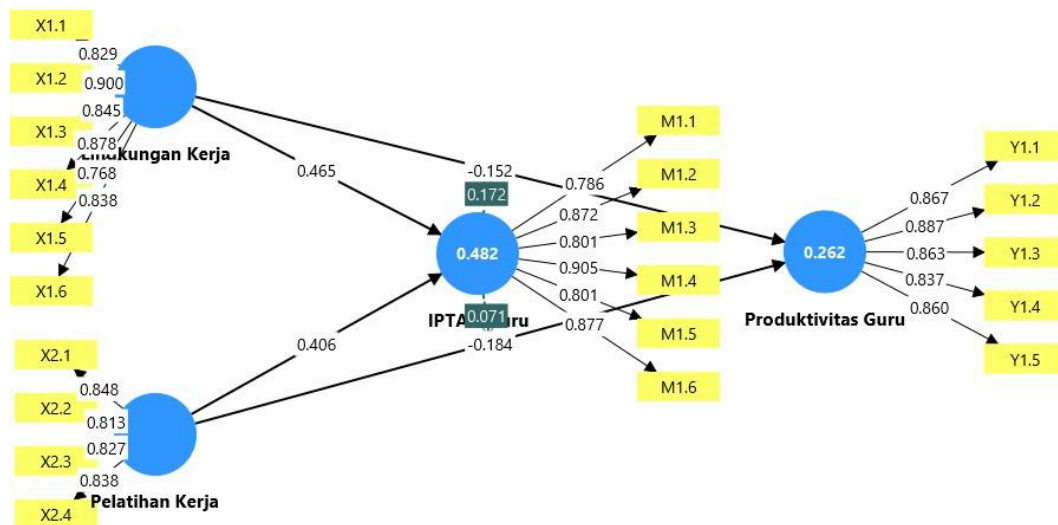 X1.1
0.829
X1.2
0.900
0.845
X1.3
0.878
Lingkungan Kerja
0.768
X1.4
0.838
X1.5
X1.6
0.465
-0.152
0.172
0.482
0.071
Guru
-0.184
0.406
X2.1
0.848
X2.2
0.813
0.827
X2.3
0.838
X2.4
Pelatihan Kerja
M1.1
0.786
M1.2
0.872
M1.3
0.801
0.905
M1.4
0.801
M1.5
0.877
M1.6
0.262
Produktivitas Guru
Y1.1
0.867
Y1.2
0.887
0.863
Y1.3
0.837
Y1.4
0.860
Y1.5